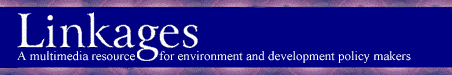 Linkages
A multimedia resource for environment and development policy makers